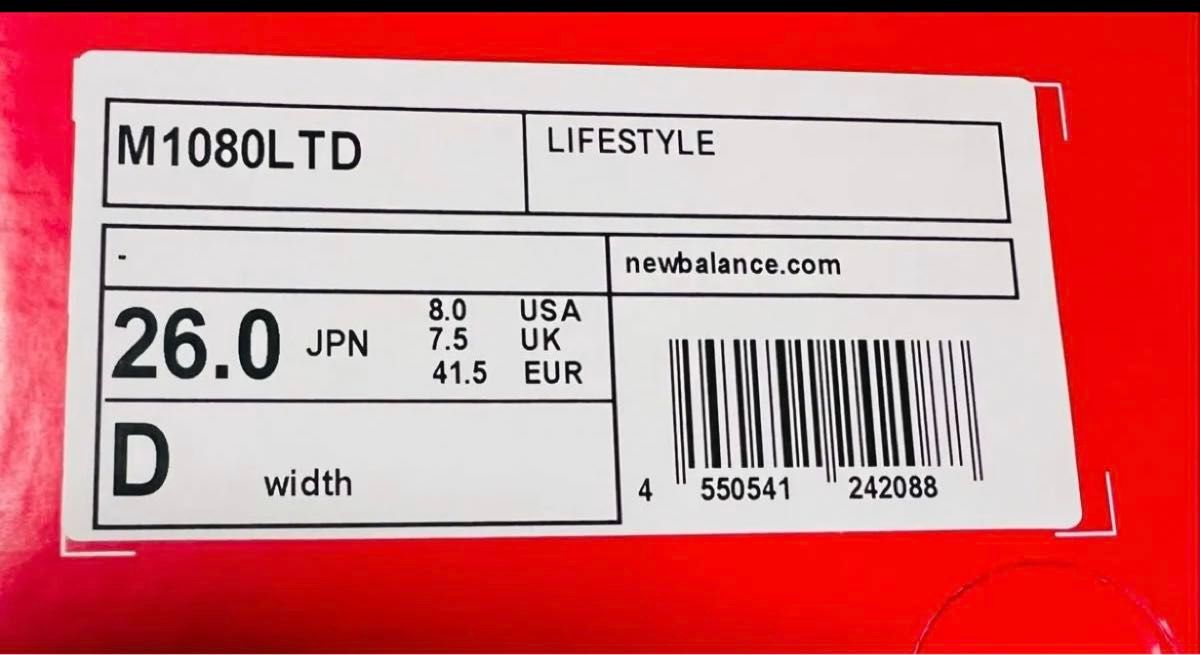 M1080LTD
LIFESTYLE
-
newbalance.com
26.0 JPN
8.0 USA
7.5 UK
41.5 EUR
D width
4 550541 242088